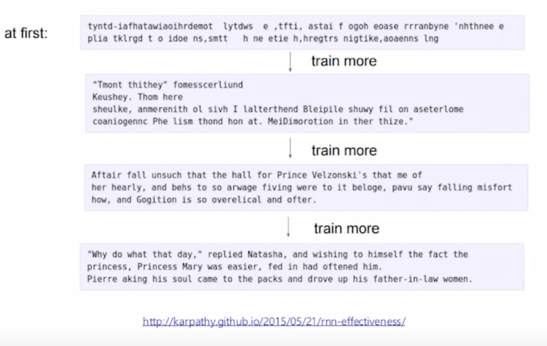 at first:
tyntd-iafhatawiaoihrdemot lytdws e ,tfti, astai f ogoh eoase rrranbyne 'nhthnee e
plia tklrgd t o idoe ns,smtt h ne etie h,hregtrs nigtike,aoaenns lng
train more
"Tmont thithey" fomesscerliund
Keushey. Thom here
sheulke, anmerenith ol sivh I lalterthend Bleipile shuwy fil on aseterlome
coaniogennc Phe lism thond hon at. MeiDimorotion in ther thize."
train more
Aftair fall unsuch that the hall for Prince Velzonski's that me of
her hearly, and behs to so arwage fiving were to it beloge, pavu say falling misfort
how, and Gogition is so overelical and ofter.
train more
"Why do what that day," replied Natasha, and wishing to himself the fact the
princess, Princess Mary was easier, fed in had oftened him.
Pierre aking his soul came to the packs and drove up his father-in-law women.
http://karpathy.github.io/2015/05/21/rnn-effectiveness/